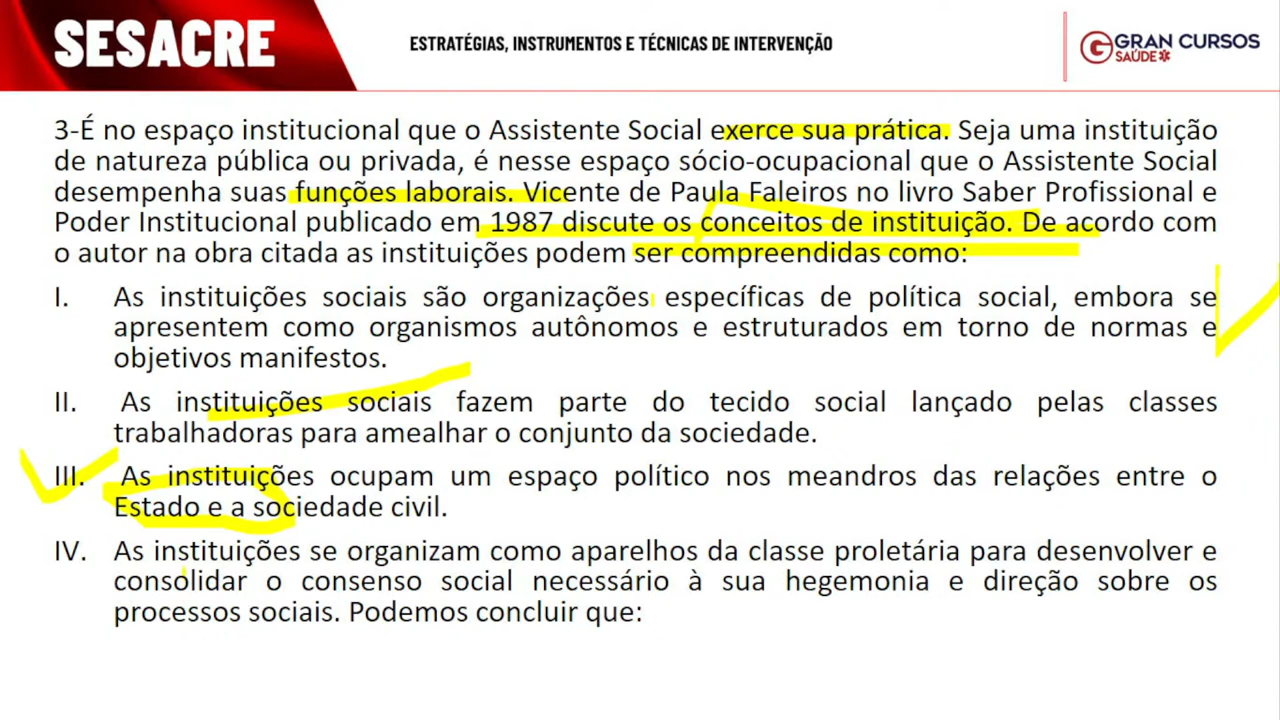 SESACRE
ESTRATÉGIAS, INSTRUMENTOS E TÉCNICAS DE INTERVENÇÃO
GRAN CURSOS
SAÚDE
3-É no espaço institucional que o Assistente Social exerce sua prática. Seja uma instituição
de natureza pública ou privada, é nesse espaço sócio-ocupacional que o Assistente Social
desempenha suas funções laborais. Vicente de Paula Faleiros no livro Saber Profissional e
Poder Institucional publicado em 1987 discute os conceitos de instituição. De acordo com
o autor na obra citada as instituições podem ser compreendidas como:
I. As instituições sociais são organizações específicas de política social, embora se
apresentem como organismos autônomos e estruturados em torno de normas e
objetivos manifestos.
II. As instituições sociais fazem parte do tecido social lançado pelas classes
trabalhadoras para amealhar o conjunto da sociedade.
III. As instituições ocupam um espaço político nos meandros das relações entre o
Estado e a sociedade civil.
IV. As instituições se organizam como aparelhos da classe proletária para desenvolver e
consolidar o consenso social necessário à sua hegemonia e direção sobre os
processos sociais. Podemos concluir que: